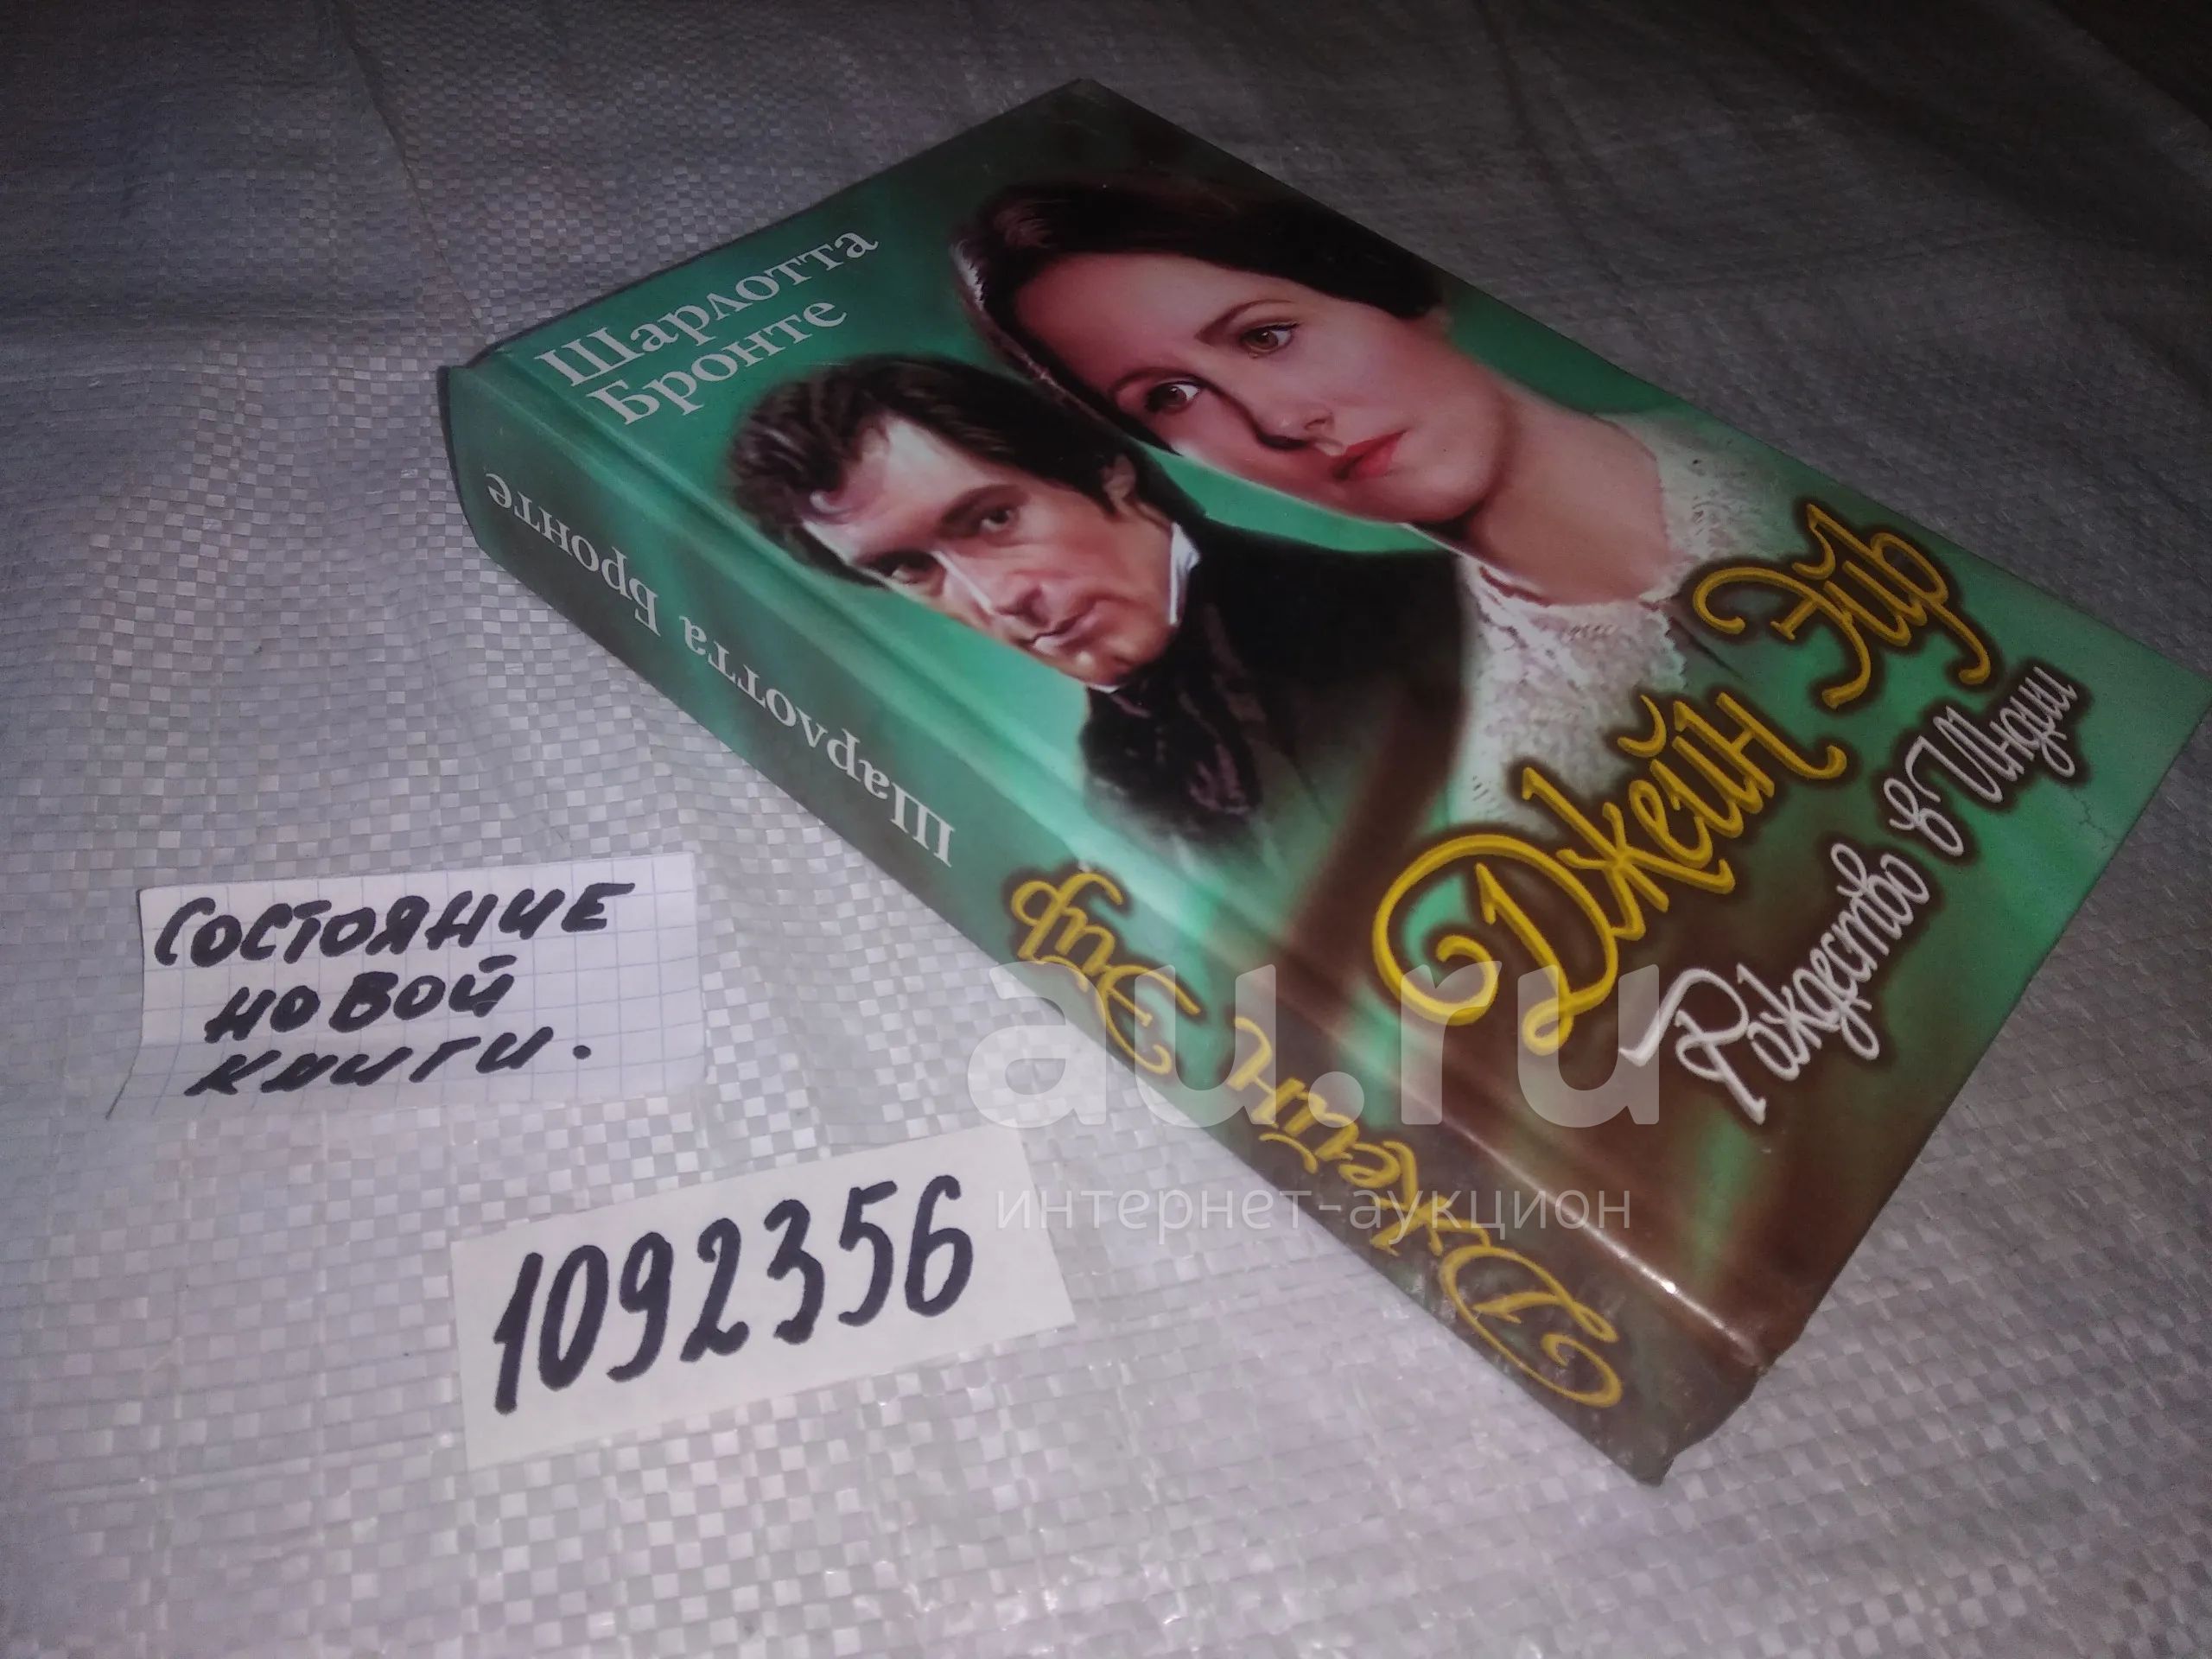 Шарлотта
Бронте
Джейн Эйр
Рождество в Индии
Шарлотта Бронте
Джейн Эйр
состояние
новой
книги.
1092356
au.ru
интернет-аукцион